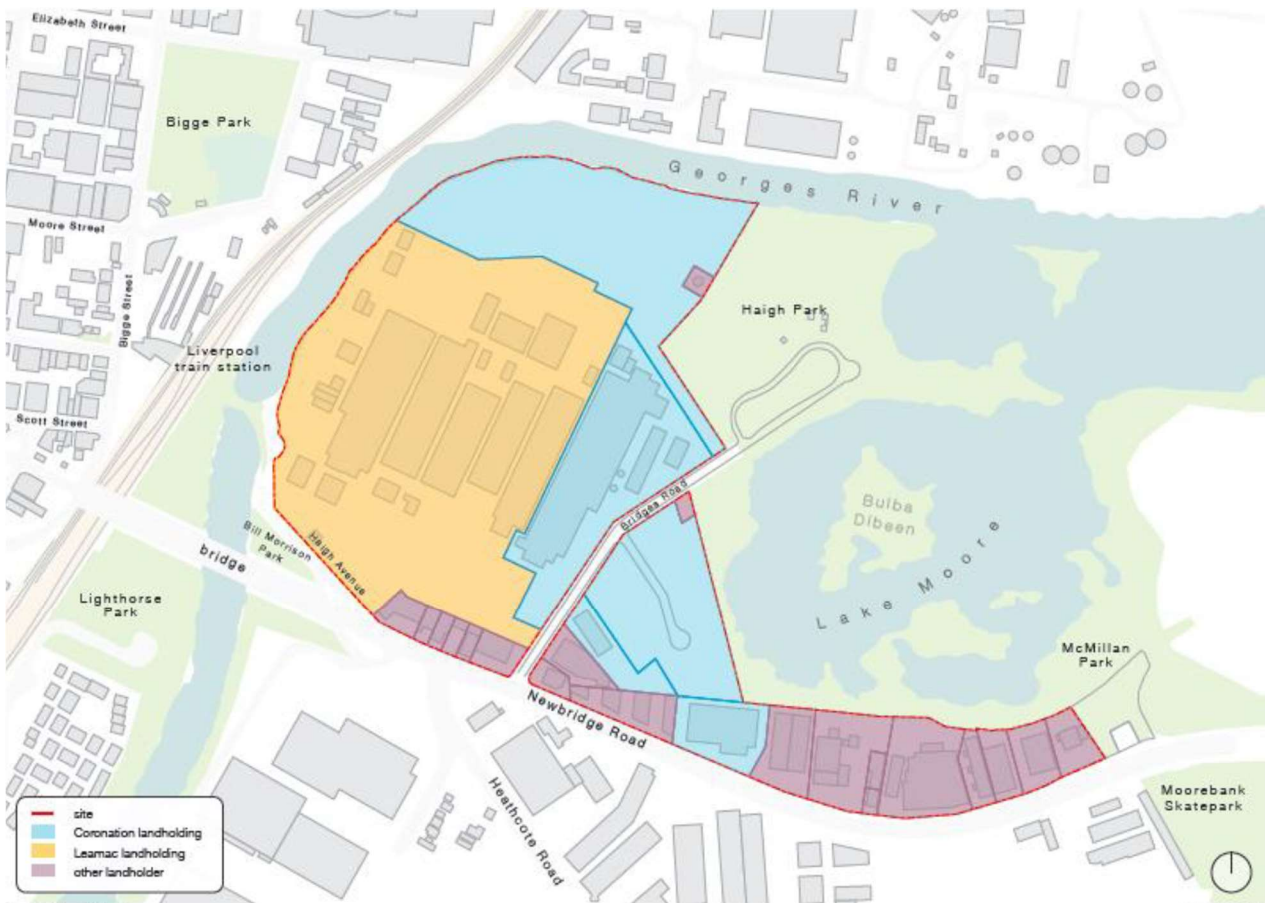 Elizabeth Street
Bigge Park
Georges River
Moore Street
Bigge Street
Haigh Park
Liverpool
train station
Scott Street
Bridges Road
Bulba
Dibeen
Bill Morrison
Park
Haigh Avenue
bridge
Lake Moore
Lighthorse
Park
McMillan
Park
Newbridge Road
Heathcote Road
Moorebank
Skatepark
site
Coronation landholding
Leamac landholding
other landholder